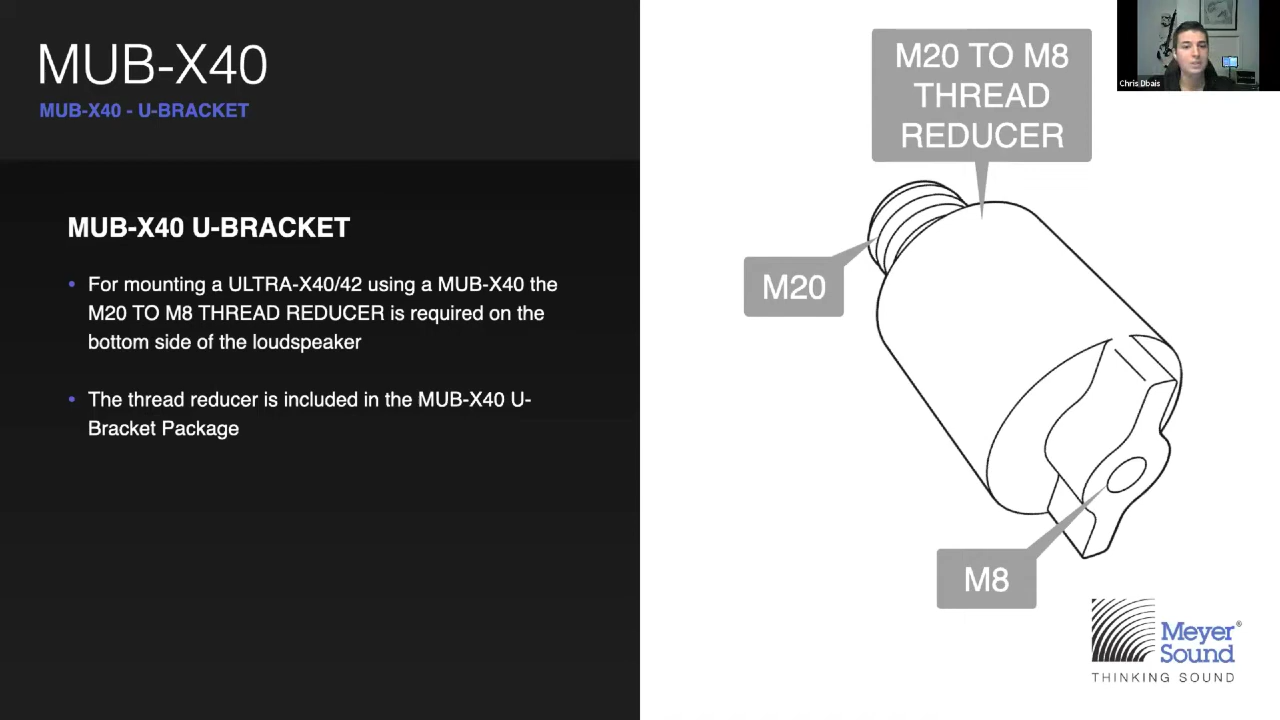 MUB-X40
MUB-X40 - U-BRACKET
MUB-X40 U-BRACKET
• For mounting a ULTRA-X40/42 using a MUB-X40 the
M20 TO M8 THREAD REDUCER is required on the
bottom side of the loudspeaker
• The thread reducer is included in the MUB-X40 U-
Bracket Package
M20 TO M8
THREAD
REDUCER
M20
M8
Chris Dbais
Meyer®
Sound
THINKING SOUND